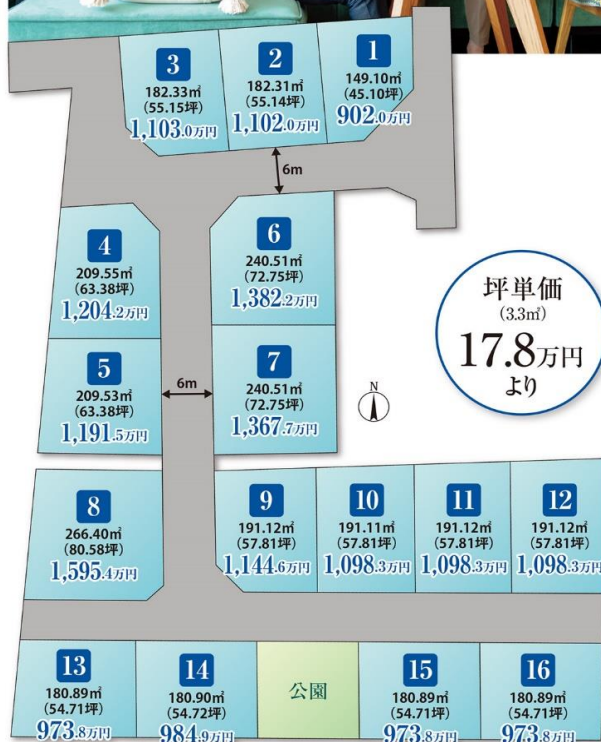 3
182.33㎡
(55.15坪)
1,103.0万円
2
182.31㎡
(55.14坪)
1,102.0万円
1
149.10㎡
(45.10坪)
902.0万円
6m
4
209.55㎡
(63.38坪)
1,204.2万円
6
240.51㎡
(72.75坪)
1,382.2万円
5
209.53㎡
(63.38坪)
1,191.5万円
6m
7
240.51㎡
(72.75坪)
1,367.7万円
N
坪単価
(3.3㎡)
17.8万円
より
8
266.40㎡
(80.58坪)
1,595.4万円
9
191.12㎡
(57.81坪)
1,144.6万円
10
191.11㎡
(57.81坪)
1,098.3万円
11
191.12㎡
(57.81坪)
1,098.3万円
12
191.12㎡
(57.81坪)
1,098.3万円
13
180.89㎡
(54.71坪)
973.8万円
14
180.90㎡
(54.72坪)
984.9万円
公園
15
180.89㎡
(54.71坪)
973.8万円
16
180.89㎡
(54.71坪)
973.8万円